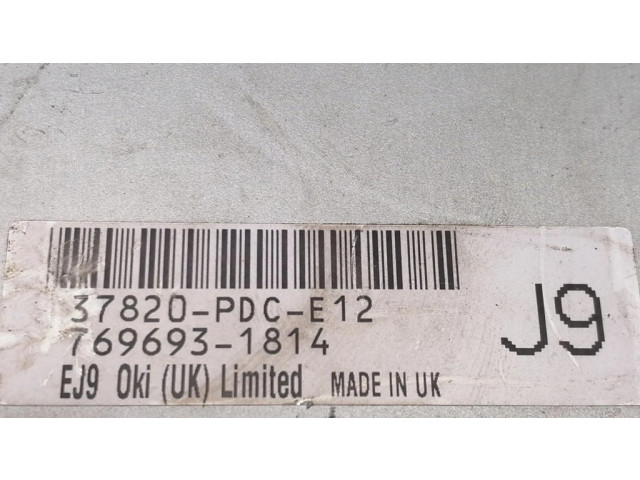 37820-PDC-E12
769693-1814
J9
EJ9 Oki (UK) Limited MADE IN UK